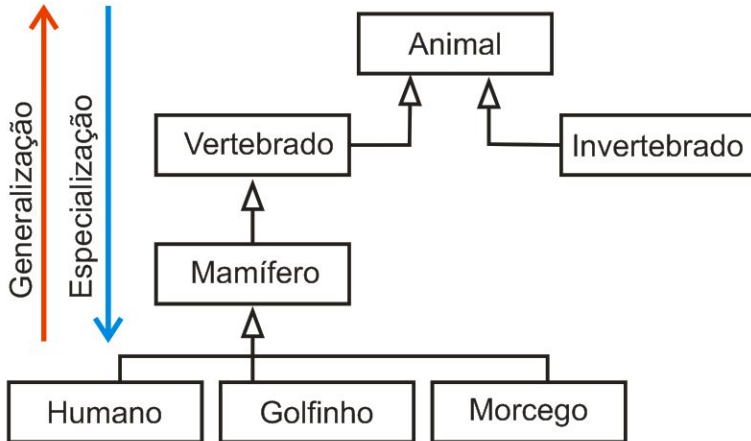 Generalização
Especialização
Animal
Vertebrado
Invertebrado
Mamífero
Humano
Golfinho
Morcego